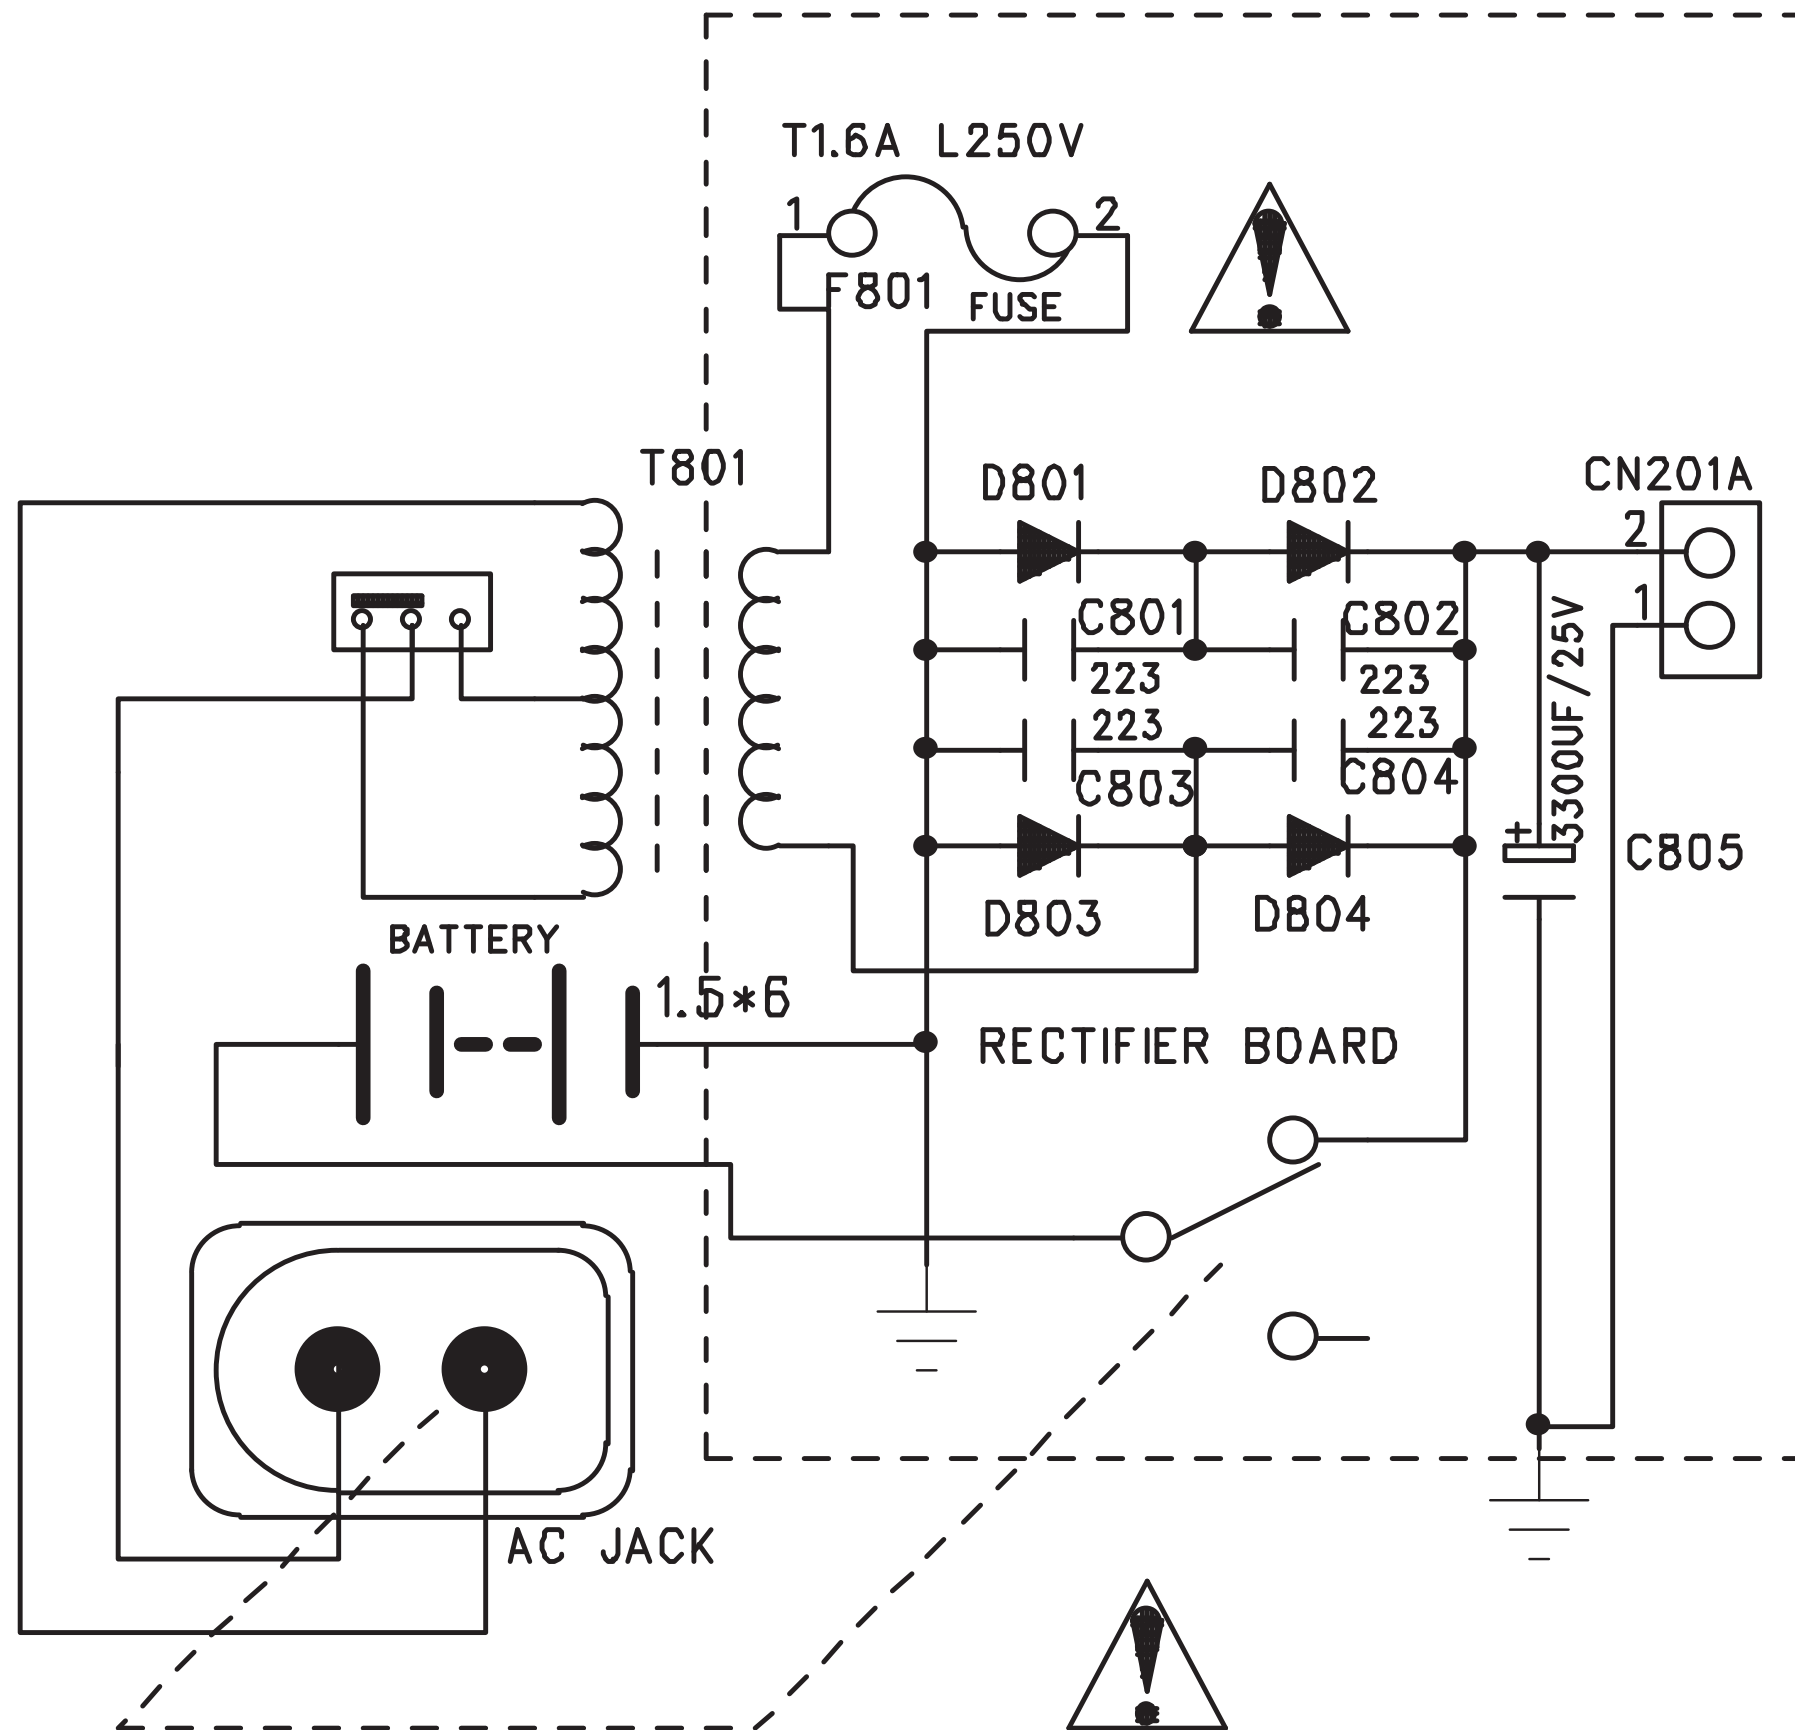 T1.6A L250V
1
2
F801
FUSE
T801
D801
D802
CN201A
2
1
C801
C802
223
223
3300UF/25V
223
223
C803
C804
+
C805
D803
D804
BATTERY
1.5*6
RECTIFIER BOARD
AC JACK